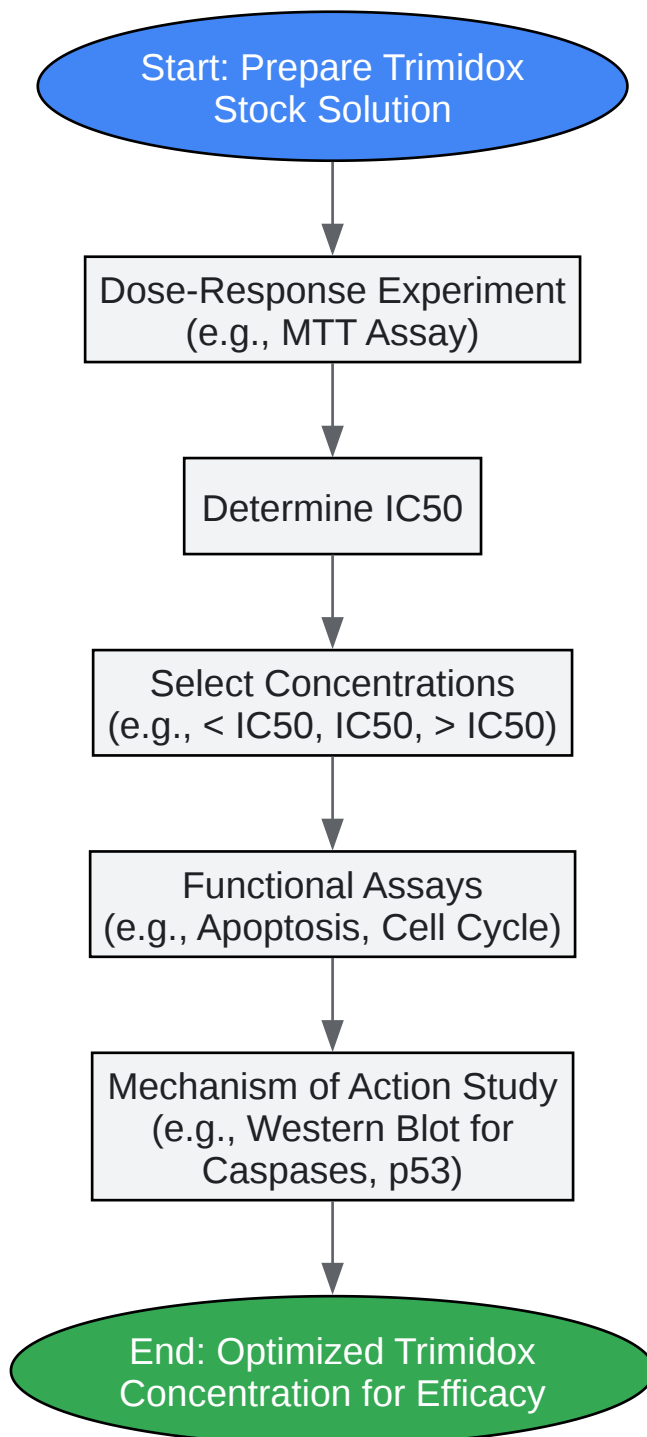 Start: Prepare Trimidox
Stock Solution
Dose-Response Experiment
(e.g., MTT Assay)
Determine IC50
Select Concentrations
(e.g., < IC50, IC50, > IC50)
Functional Assays
(e.g., Apoptosis, Cell Cycle)
Mechanism of Action Study
(e.g., Western Blot for
Caspases, p53)
End: Optimized Trimidox
Concentration for Efficacy